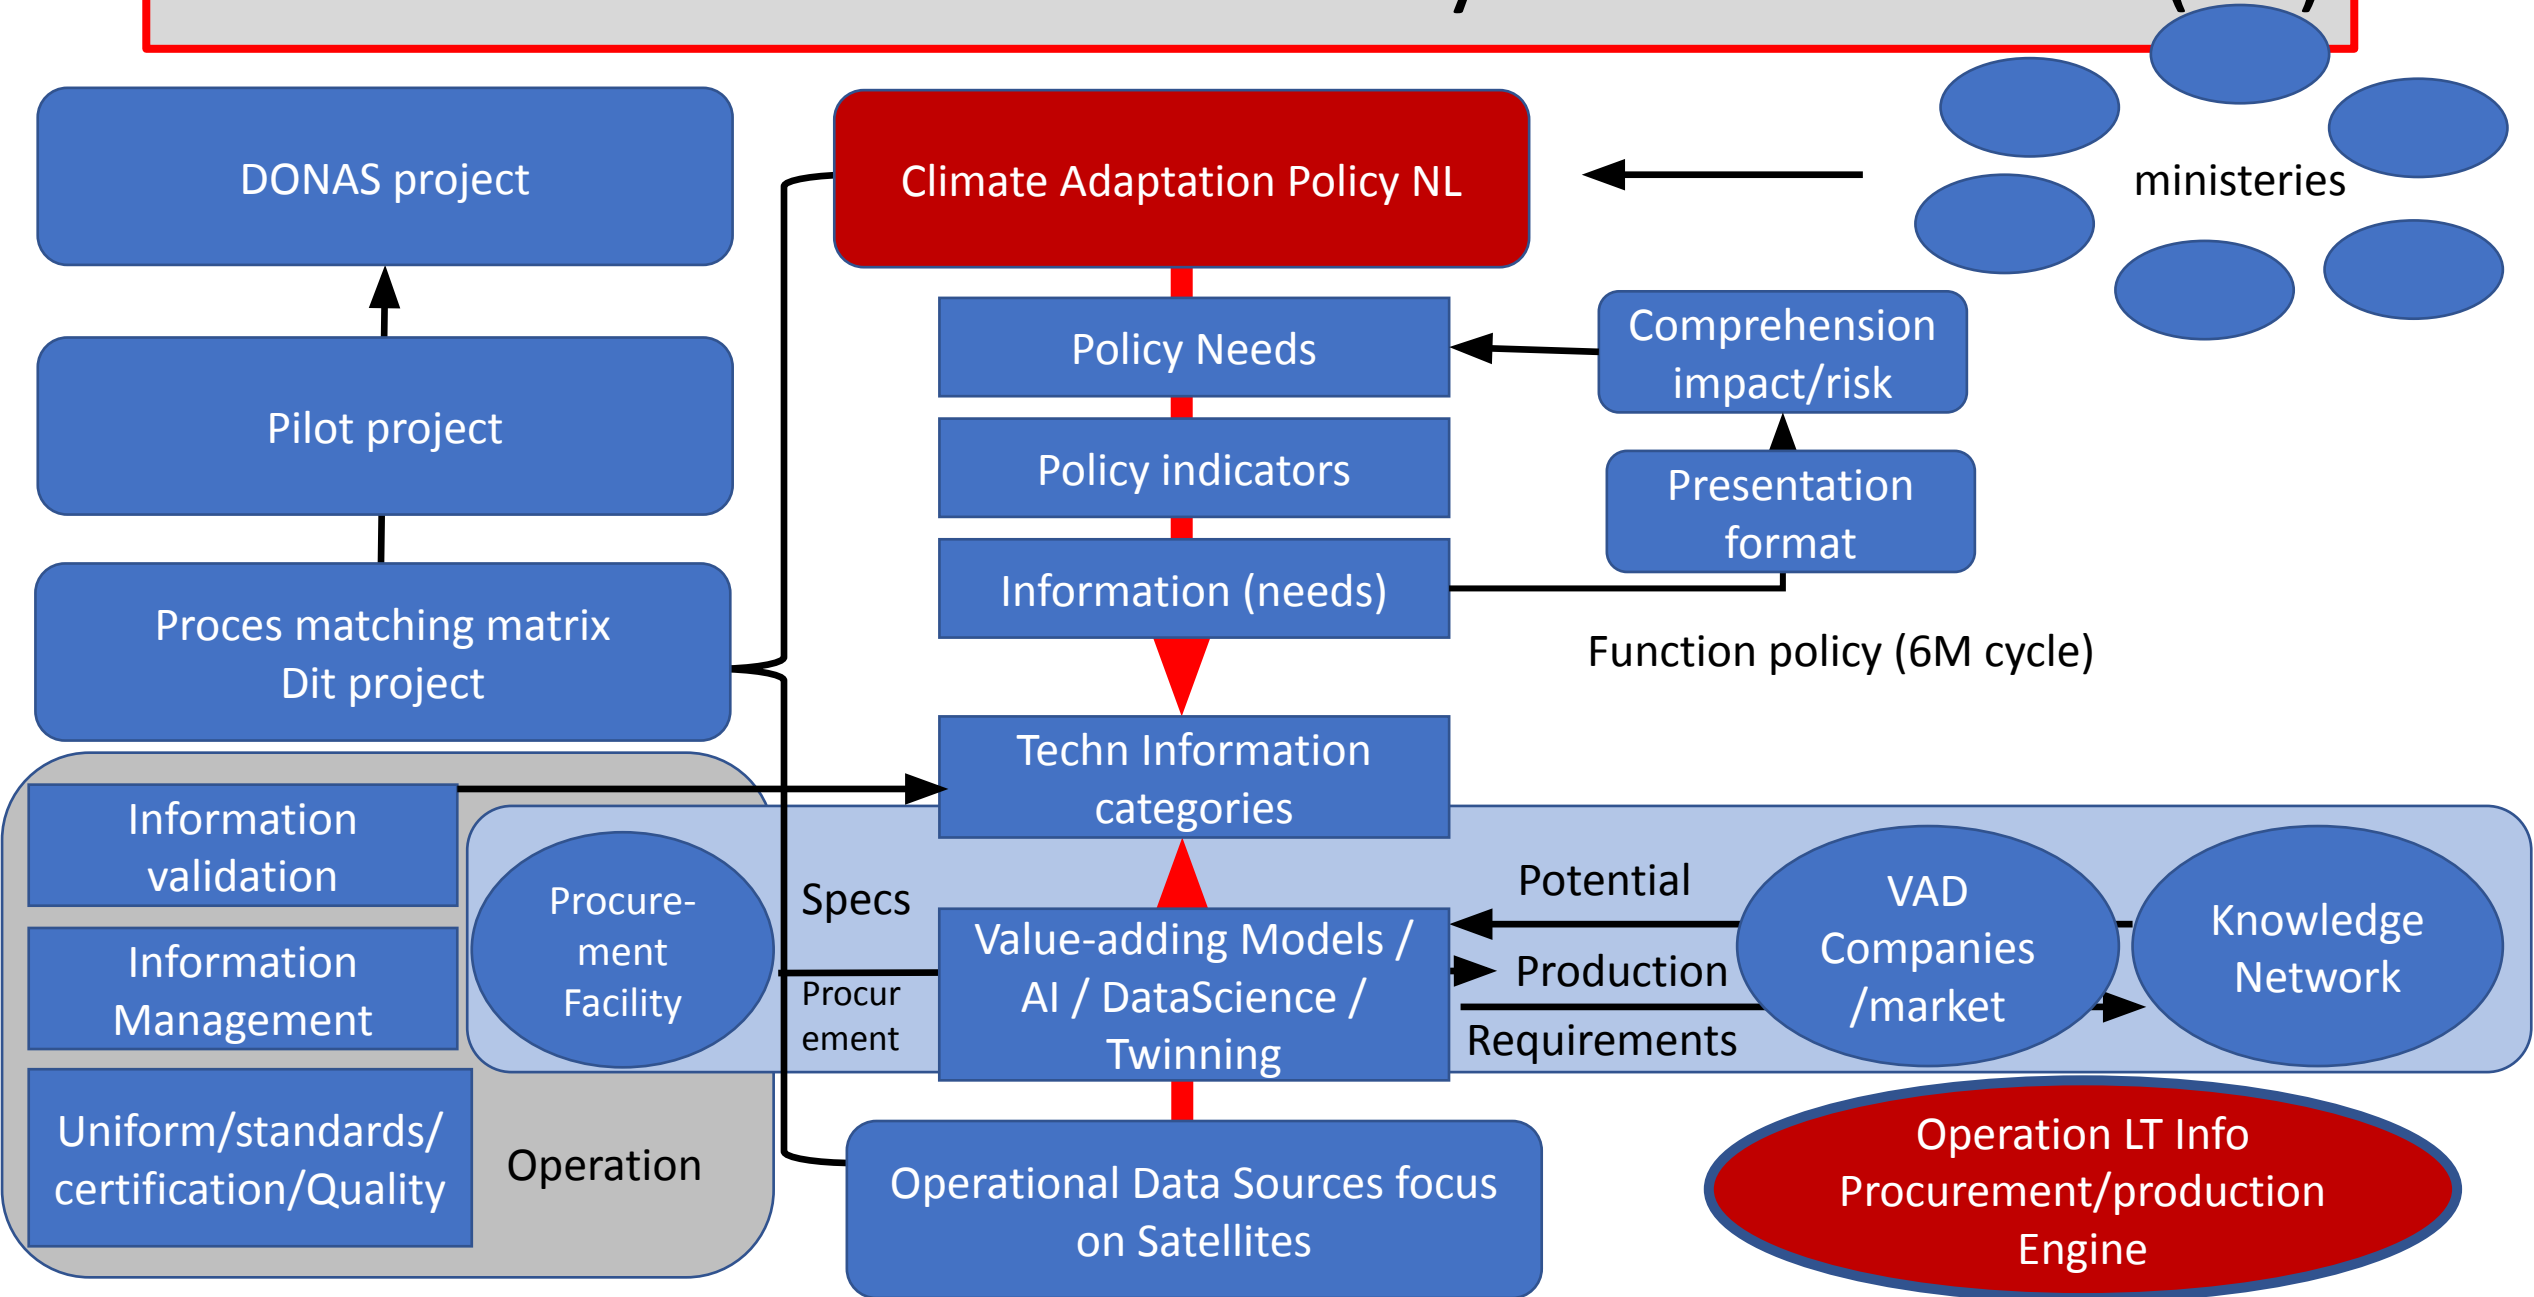 DONAS project
Climate Adaptation Policy NL
ministeries
Pilot project
Policy Needs
Comprehension
impact/risk
Policy indicators
Presentation
format
Information (needs)
Proces matching matrix
Dit project
Function policy (6M cycle)
Techn Information
categories
Information
validation
Information
Management
Uniform/standards/
certification/Quality
Operation
Procure-
ment
Facility
Specs
Procur
ement
Value-adding Models /
AI / DataScience /
Twinning
Potential
Production
Requirements
VAD
Companies
/market
Knowledge
Network
Operational Data Sources focus
on Satellites
Operation LT Info
Procurement/production
Engine